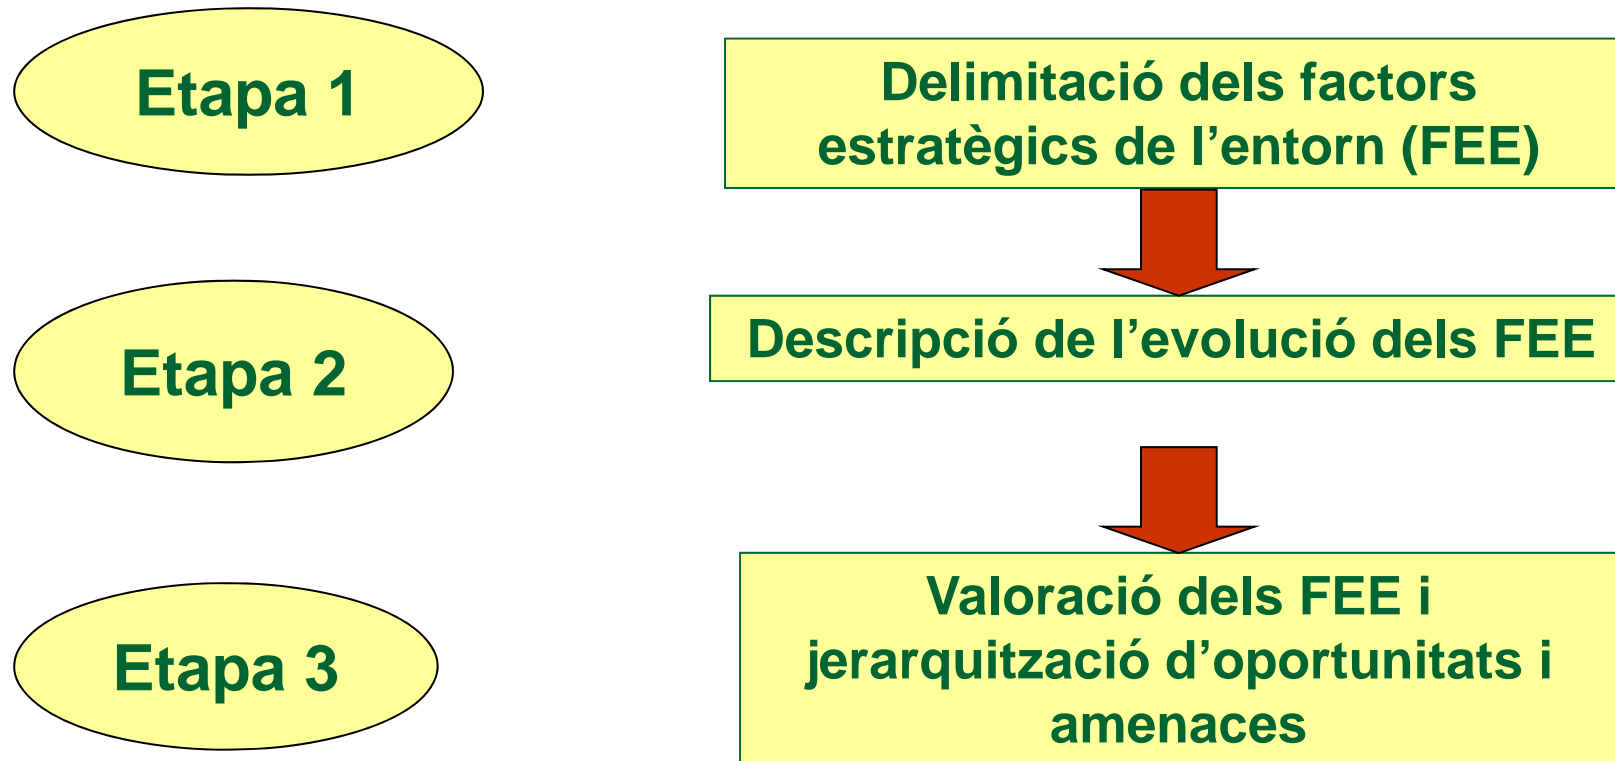 Etapa 1
Delimitació dels factors
estratègics de l’entorn (FEE)
Etapa 2
Descripció de l’evolució dels FEE
Etapa 3
Valoració dels FEE i
jerarquització d’oportunitats i
amenaces